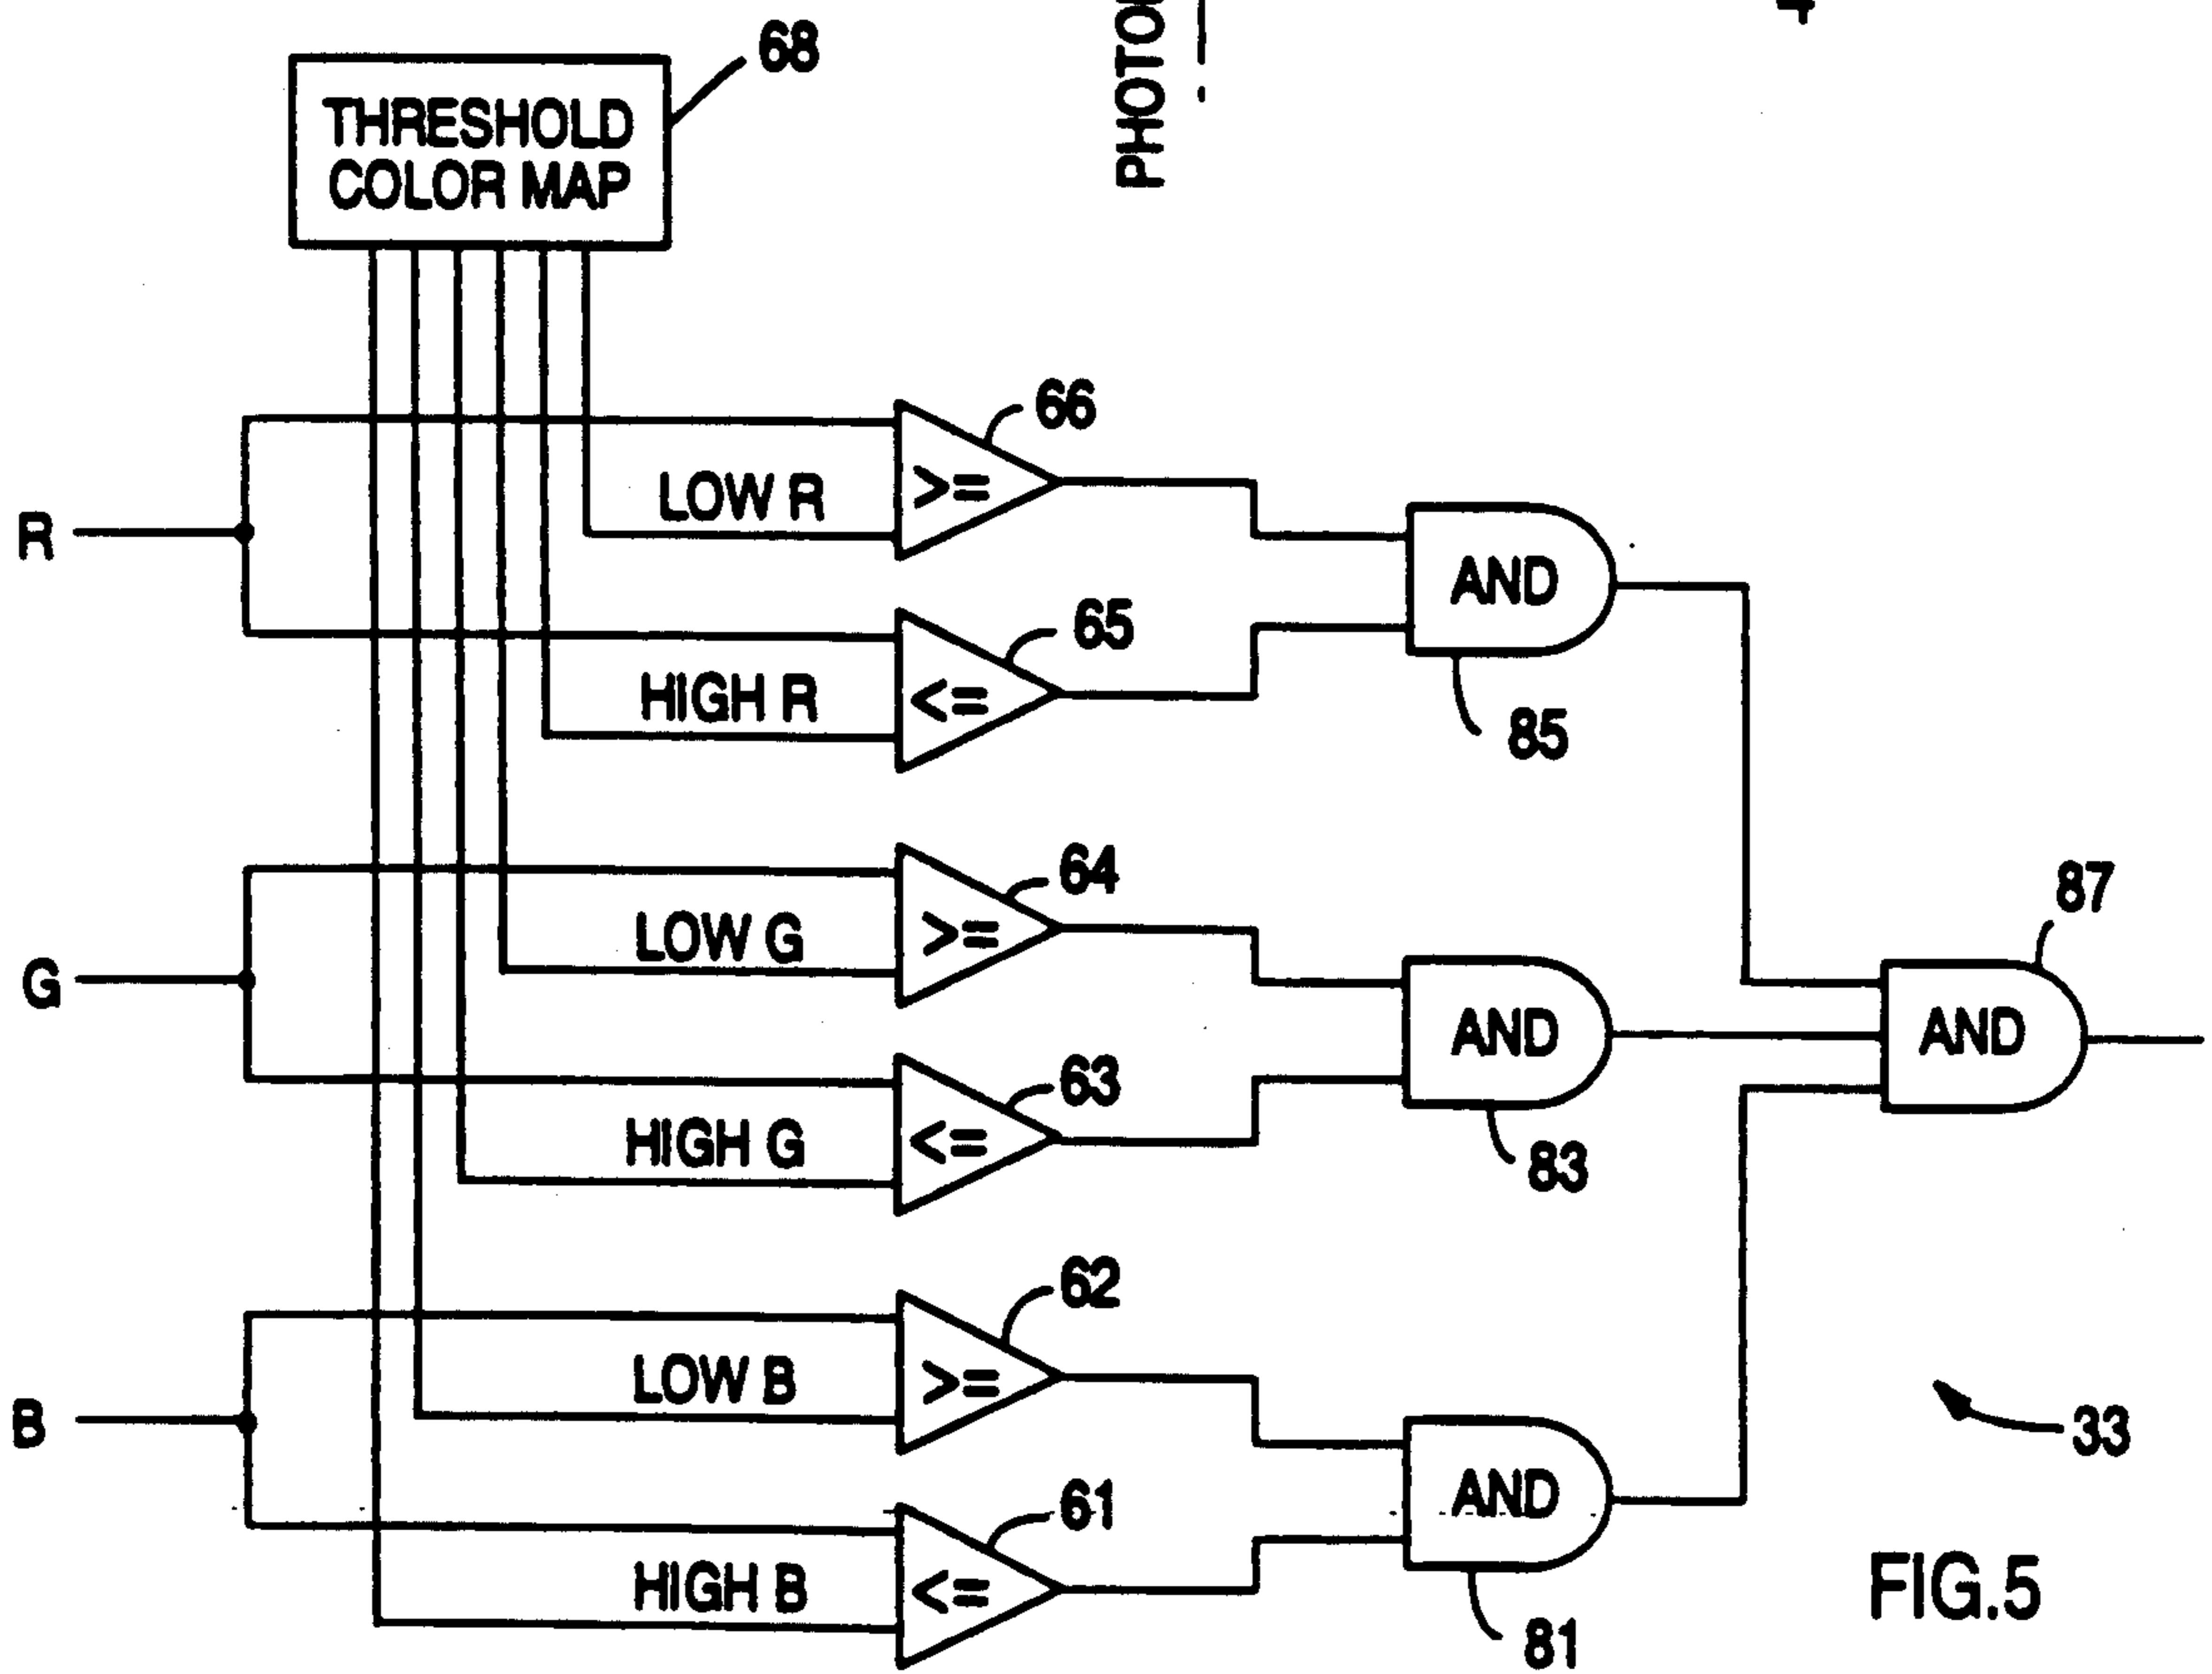 68
THRESHOLD
COLOR MAP
66
LOW R
>=
R
AND
65
HIGH R
<=
85
64
LOW G
>=
87
G
AND
AND
63
HIGH G
<=
83
62
LOW B
>=
B
33
61
AND
HIGH B
<=
81
FIG.5